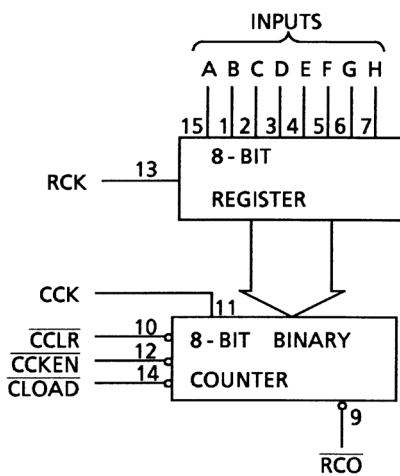 INPUTS
A B C D E F G H
15 1 2 3 4 5 6 7
8-BIT
RCK 13
REGISTER
CCK
11
CCLR 10 8-BIT BINARY
CCKEN 12
CLOAD 14 COUNTER
9
RCO